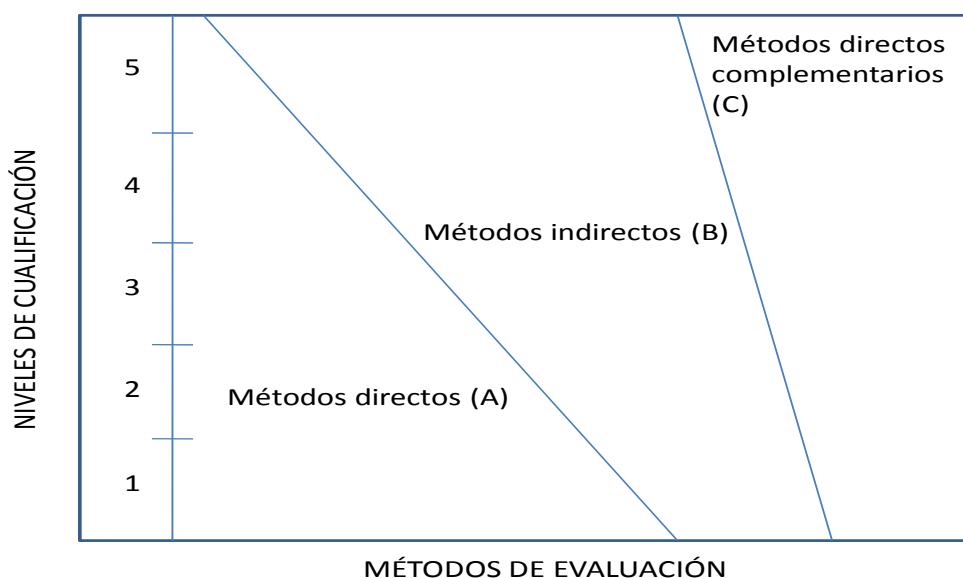 NIVELES DE CUALIFICACIÓN
5
4
3
2
1
Métodos directos (A)
Métodos indirectos (B)
Métodos directos
complementarios
(C)
MÉTODOS DE EVALUACIÓN